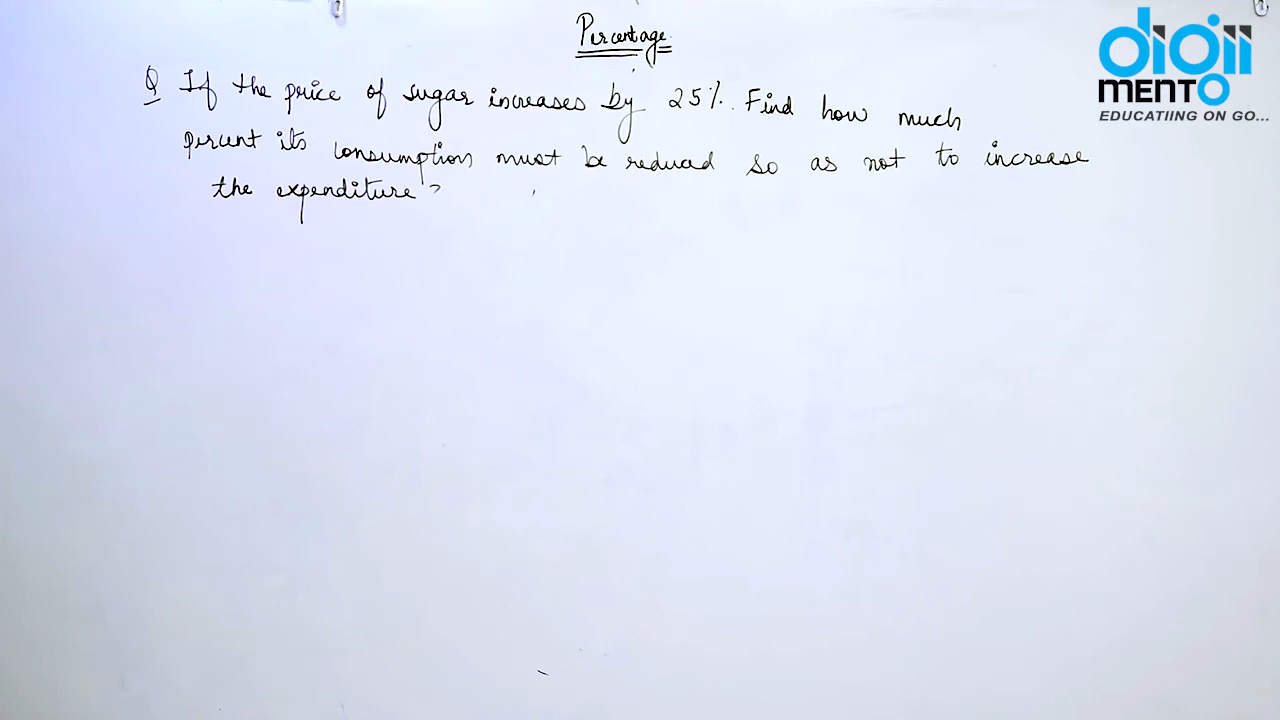 Percentage
digii
MENTO
EDUCATIING ON GO...
Q If the price of sugar increases by 25%. Find how much
percent its consumption must be reduced so as not to increase
the expenditure?